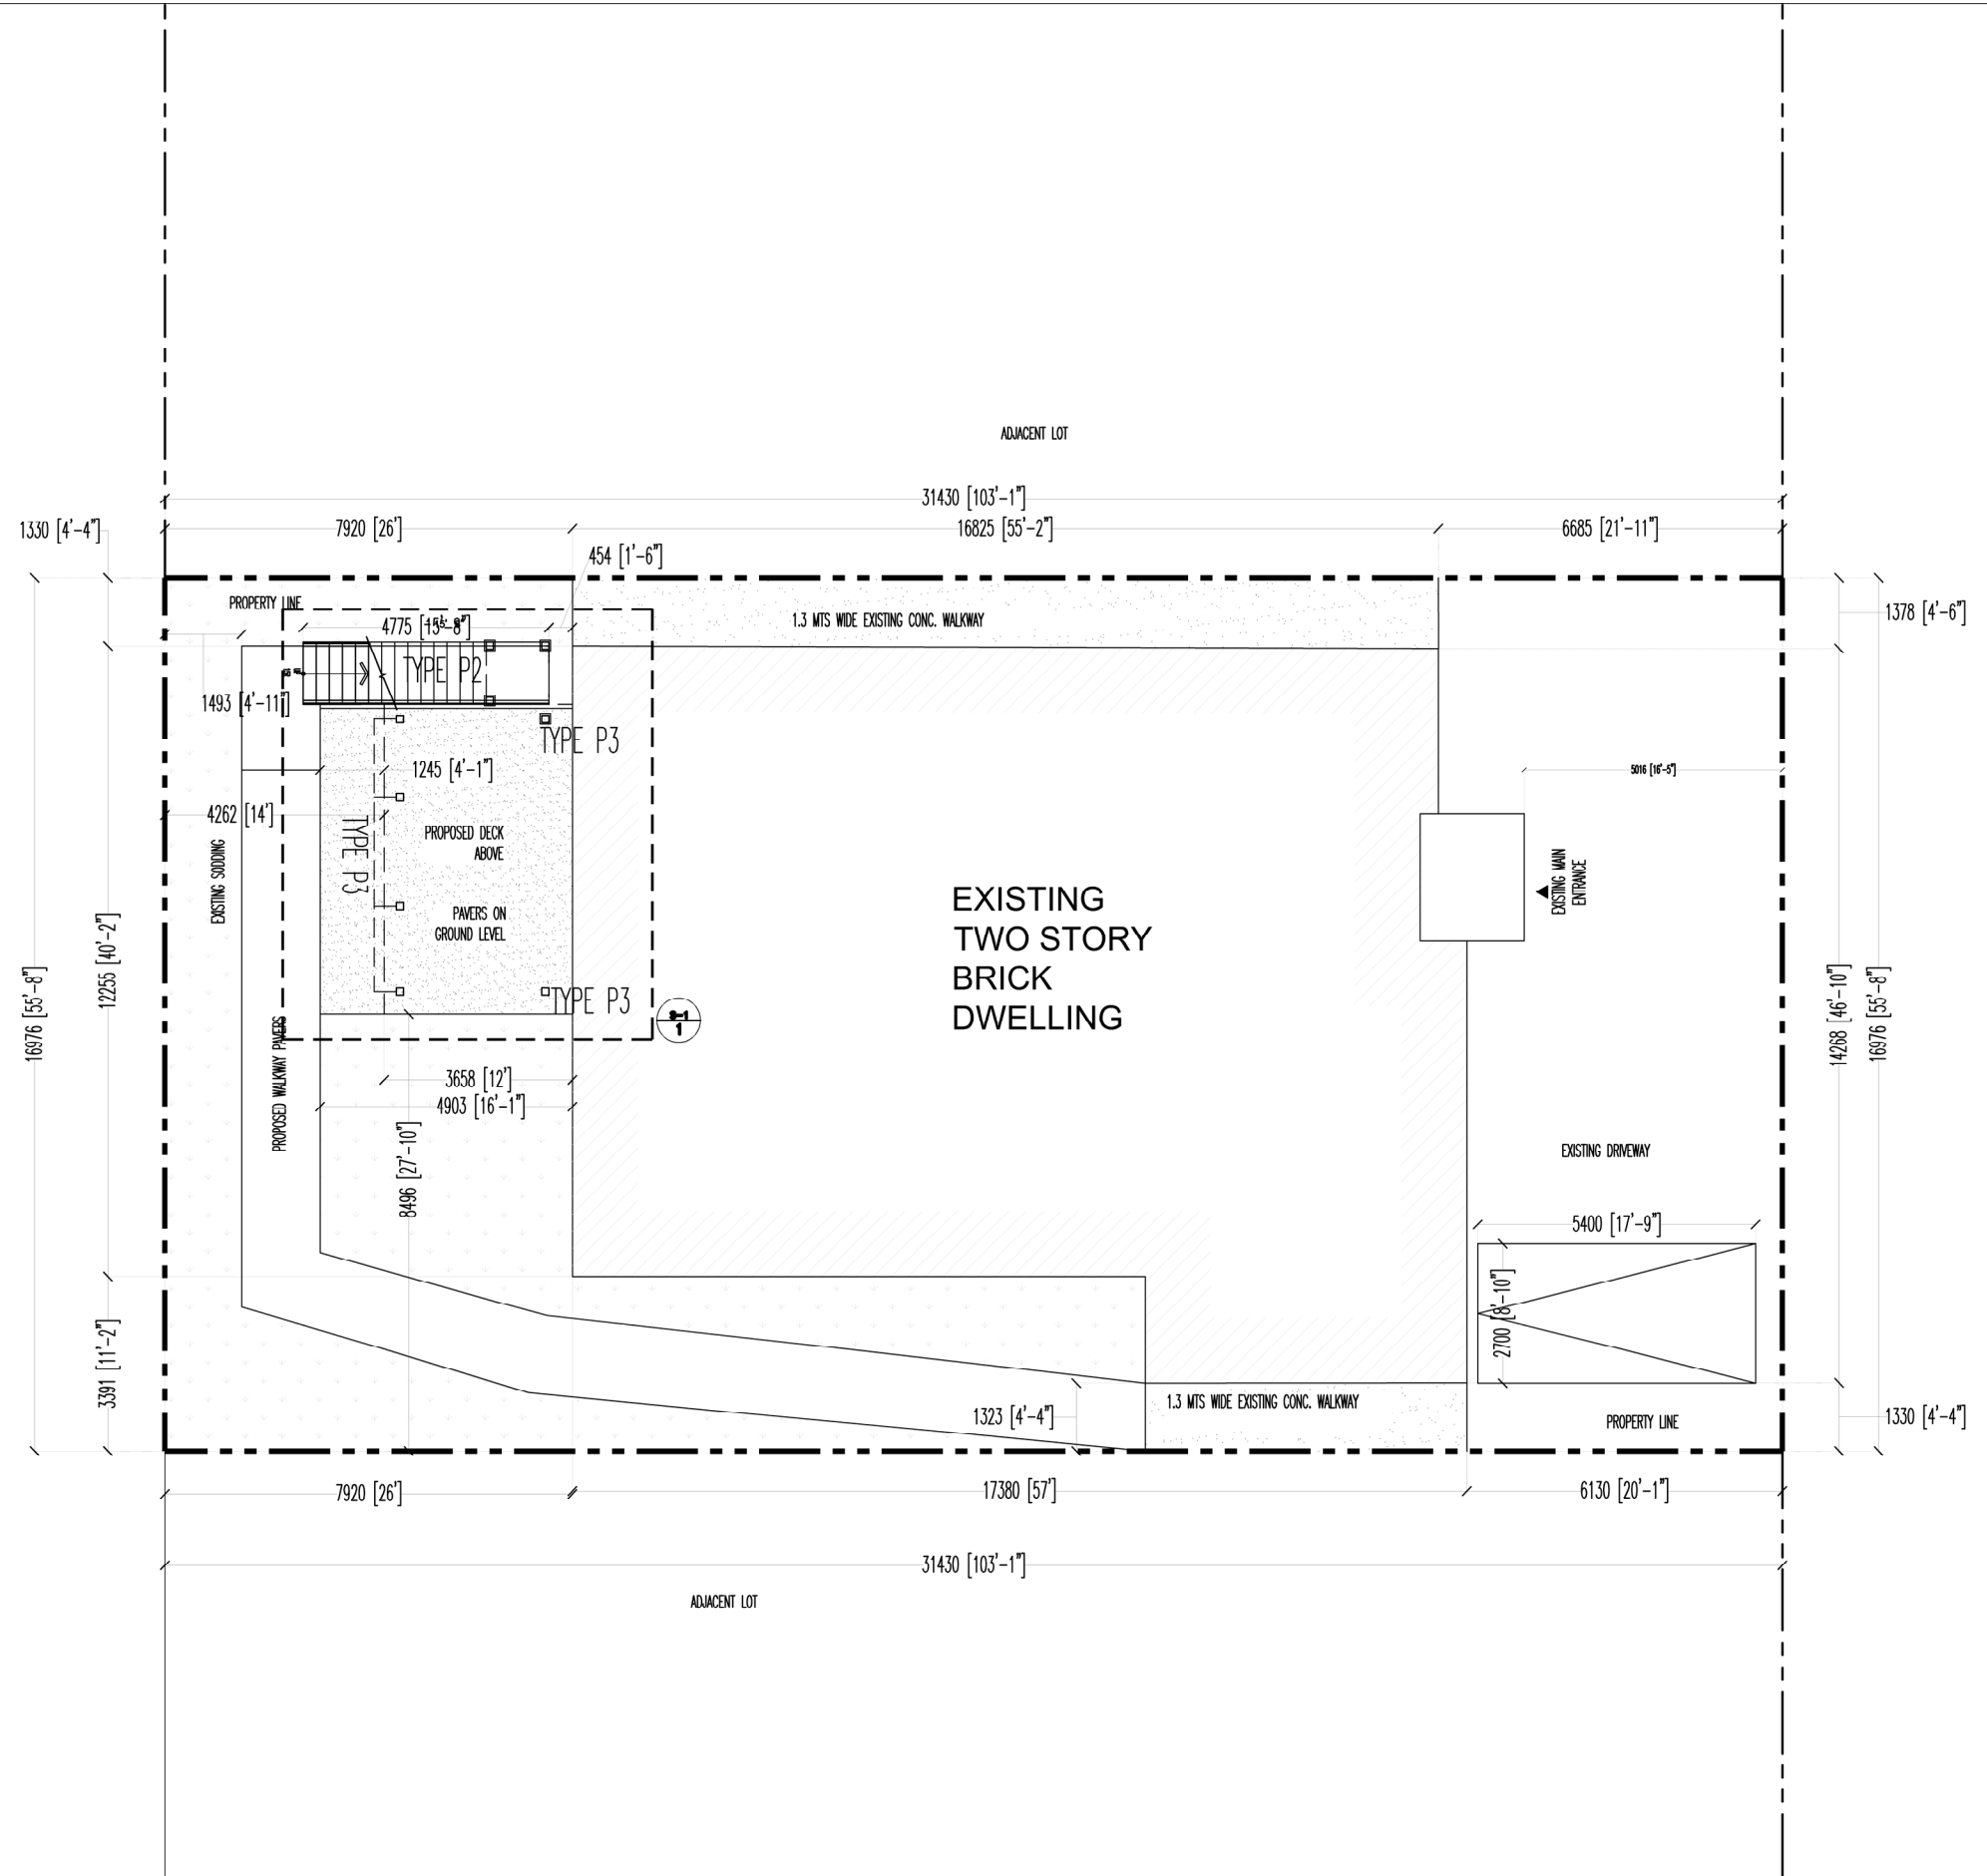 ADJACENT LOT
31430 [103'-1"]
1330 [4'-4"]
7920 [26']
16825 [55'-2"]
6685 [21'-11"]
454 [1'-6"]
PROPERTY LINE
4775 [15'-8"]
1.3 MTS WIDE EXISTING CONC. WALKWAY
1378 [4'-6"]
TYPE P2
1493 [4'-11"]
TYPE P3
1245 [4'-1"]
5016 [16'-5"]
4262 [14']
TYPE P3
PROPOSED DECK
ABOVE
EXISTING SODDING
PAVERS ON
GROUND LEVEL
EXISTING
TWO STORY
BRICK
DWELLING
EXISTING MAIN
ENTRANCE
12255 [40'-2"]
16976 [55'-8"]
TYPE P3
S-1
1
14268 [46'-10"]
16976 [55'-8"]
PROPOSED WALKWAY PAVERS
3658 [12']
4903 [16'-1"]
8496 [27'-10"]
EXISTING DRIVEWAY
5400 [17'-9"]
2700 [8'-10"]
3391 [11'-2"]
1323 [4'-4"]
1.3 MTS WIDE EXISTING CONC. WALKWAY
PROPERTY LINE
1330 [4'-4"]
7920 [26']
17380 [57']
6130 [20'-1"]
31430 [103'-1"]
ADJACENT LOT